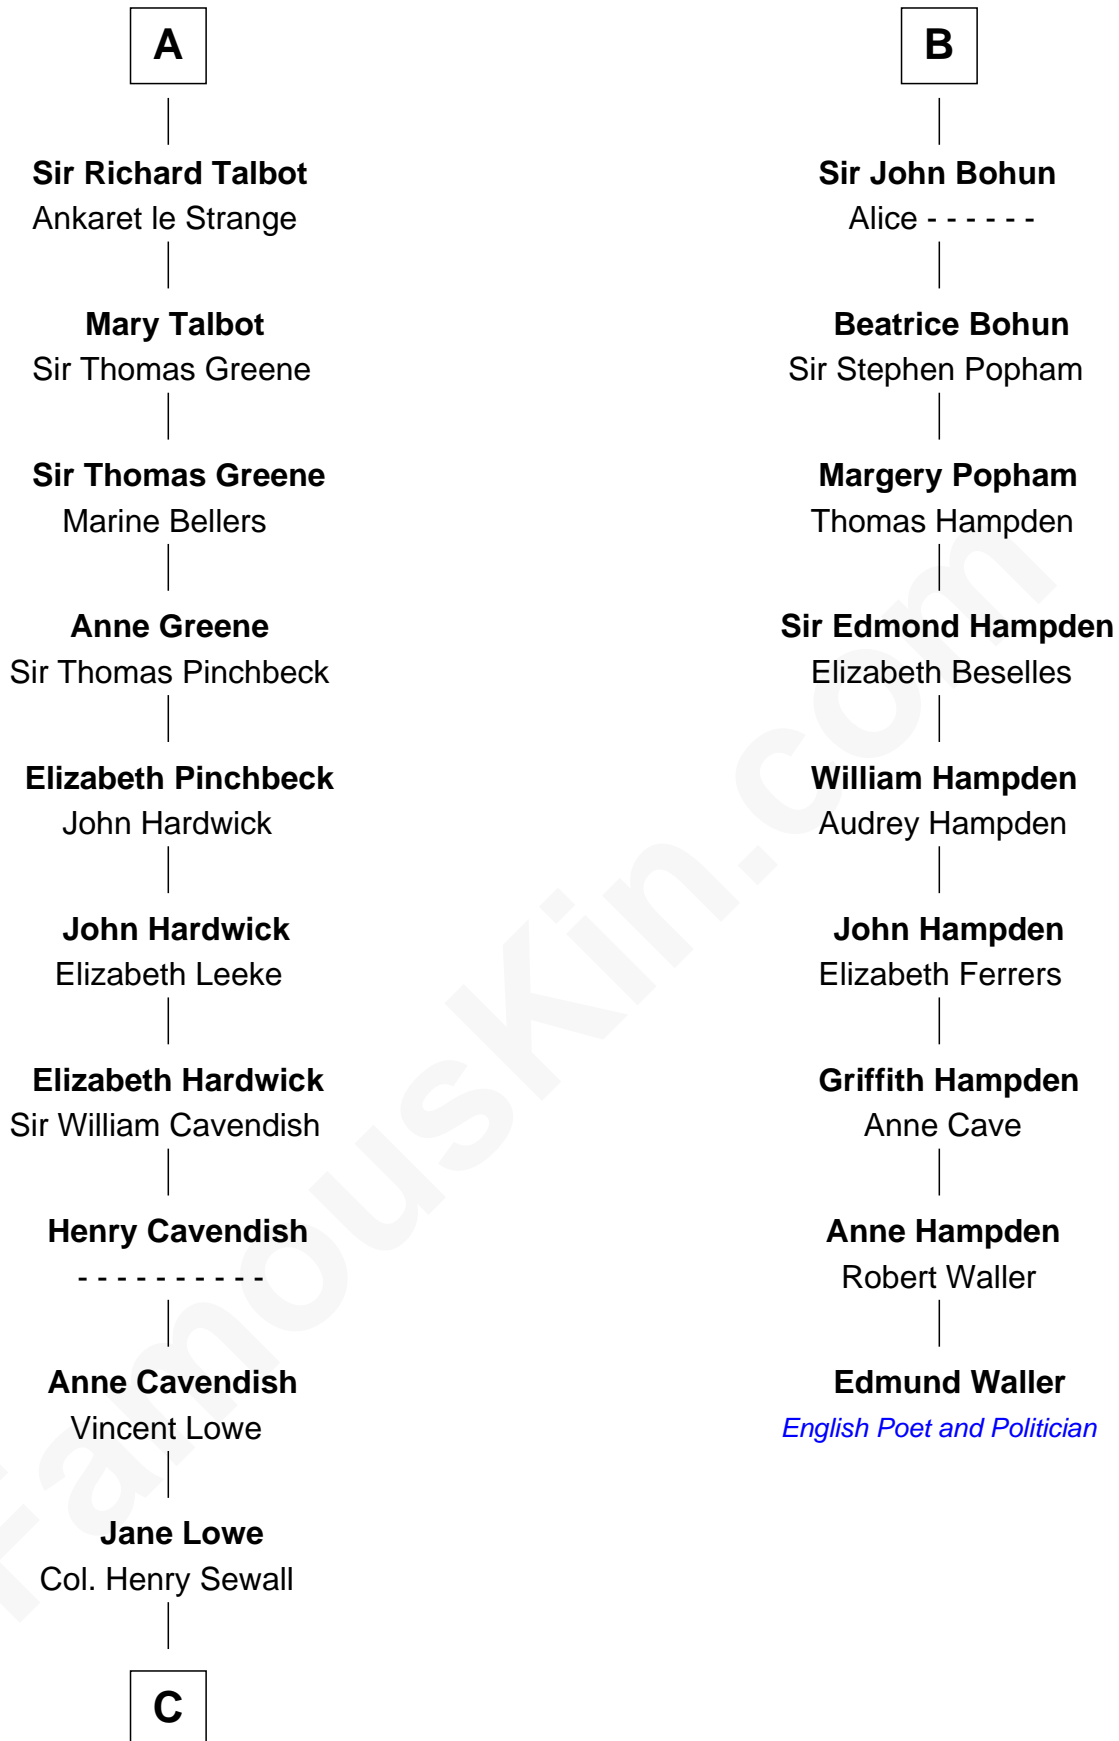 A
Sir Richard Talbot
Ankaret le Strange
Mary Talbot
Sir Thomas Greene
Sir Thomas Greene
Marine Bellers
Anne Greene
Sir Thomas Pinchbeck
Elizabeth Pinchbeck
John Hardwick
John Hardwick
Elizabeth Leeke
Elizabeth Hardwick
Sir William Cavendish
Henry Cavendish
- - - - - - - - - -
Anne Cavendish
Vincent Lowe
Jane Lowe
Col. Henry Sewall
C
B
Sir John Bohun
Alice - - - - - -
Beatrice Bohun
Sir Stephen Popham
Margery Popham
Thomas Hampden
Sir Edmond Hampden
Elizabeth Beselles
William Hampden
Audrey Hampden
John Hampden
Elizabeth Ferrers
Griffith Hampden
Anne Cave
Anne Hampden
Robert Waller
Edmund Waller
English Poet and Politician
FamousKin.com